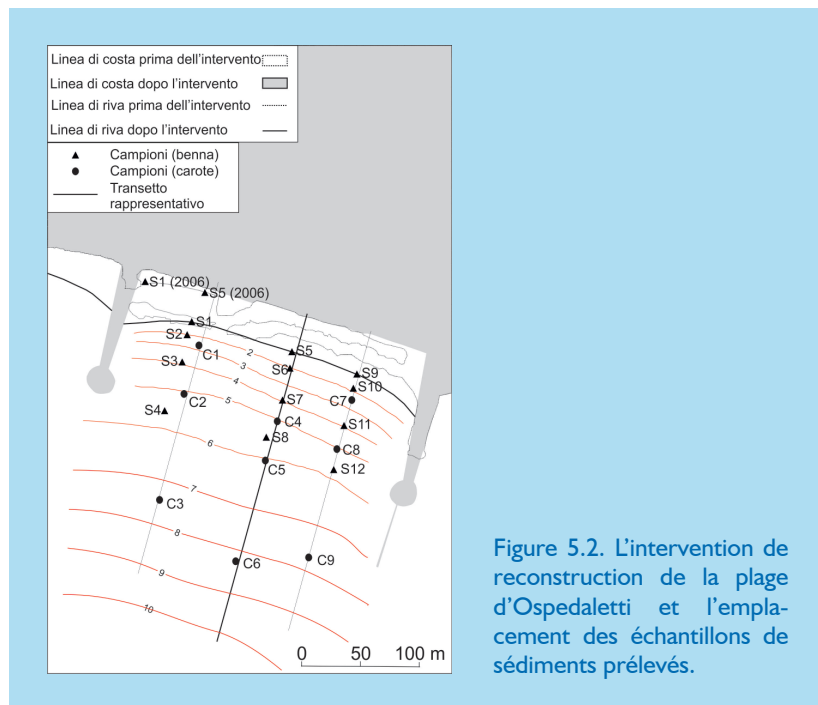 Linea di costa prima dell'intervento
Linea di costa dopo l'intervento
Linea di riva prima dell'intervento
Linea di riva dopo l'intervento
Campioni (benna)
Campioni (carote)
Transetto
rappresentativo
S1 (2006)
S5 (2006)
S1
S2
C1
S3
C2
S4
C3
S5
S6
S7
C4
S8
C5
C6
S9
S10
C7
S11
C8
S12
C9
2
3
4
5
6
7
8
9
10
0 50 100 m
Figure 5.2. L'intervention de
reconstruction de la plage
d'Ospedaletti et l'empla-
cement des échantillons de
sédiments prélevés.